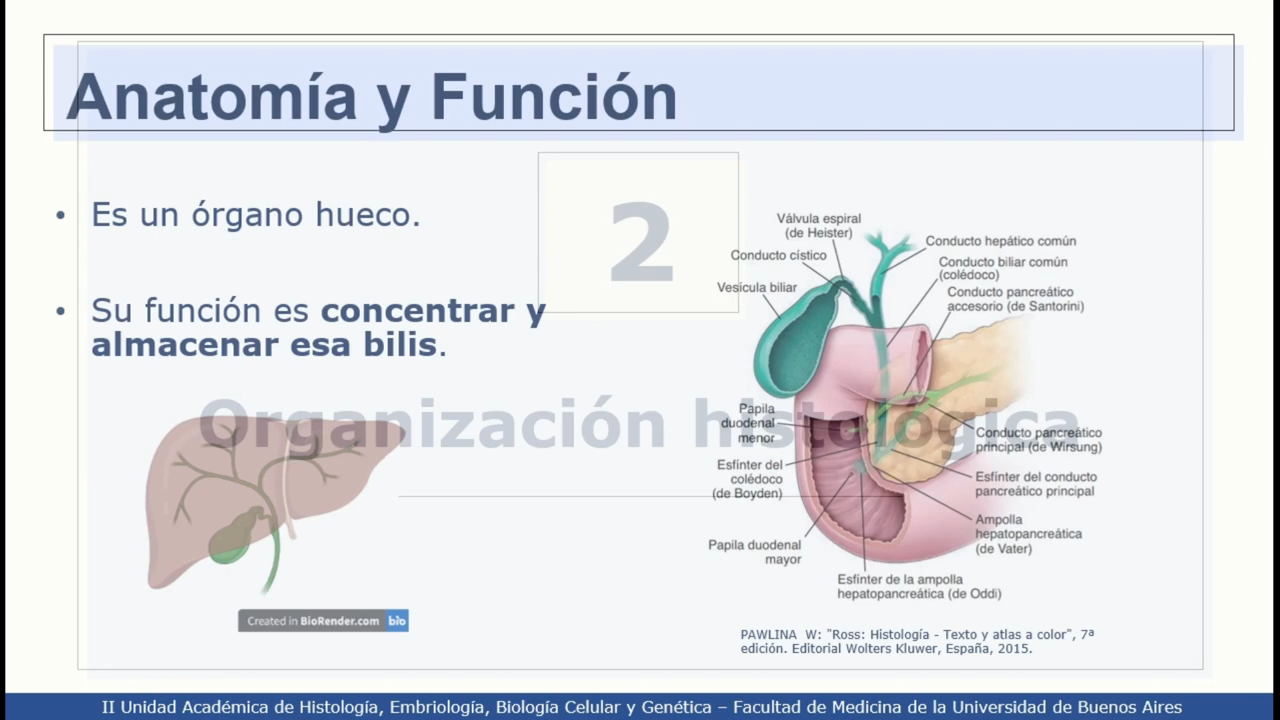 Anatomía y Función
• Es un órgano hueco.
• Su función es concentrar y
almacenar esa bilis.
2
Organización histológica
Válvula espiral
(de Heister)
Conducto cístico
Vesícula biliar
Conducto hepático común
Conducto biliar común
(colédoco)
Conducto pancreático
accesorio (de Santorini)
Papila
duodenal
menor
Esfínter del
colédoco
(de Boyden)
Papila duodenal
mayor
Conducto pancreático
principal (de Wirsung)
Esfínter del conducto
pancreático principal
Ampolla
hepatopancreática
(de Vater)
Esfínter de la ampolla
hepatopancreática (de Oddi)
Created in BioRender.com bio
PAWLINA W: "Ross: Histología - Texto y atlas a color", 7ª
edición. Editorial Wolters Kluwer, España, 2015.
II Unidad Académica de Histología, Embriología, Biología Celular y Genética – Facultad de Medicina de la Universidad de Buenos Aires